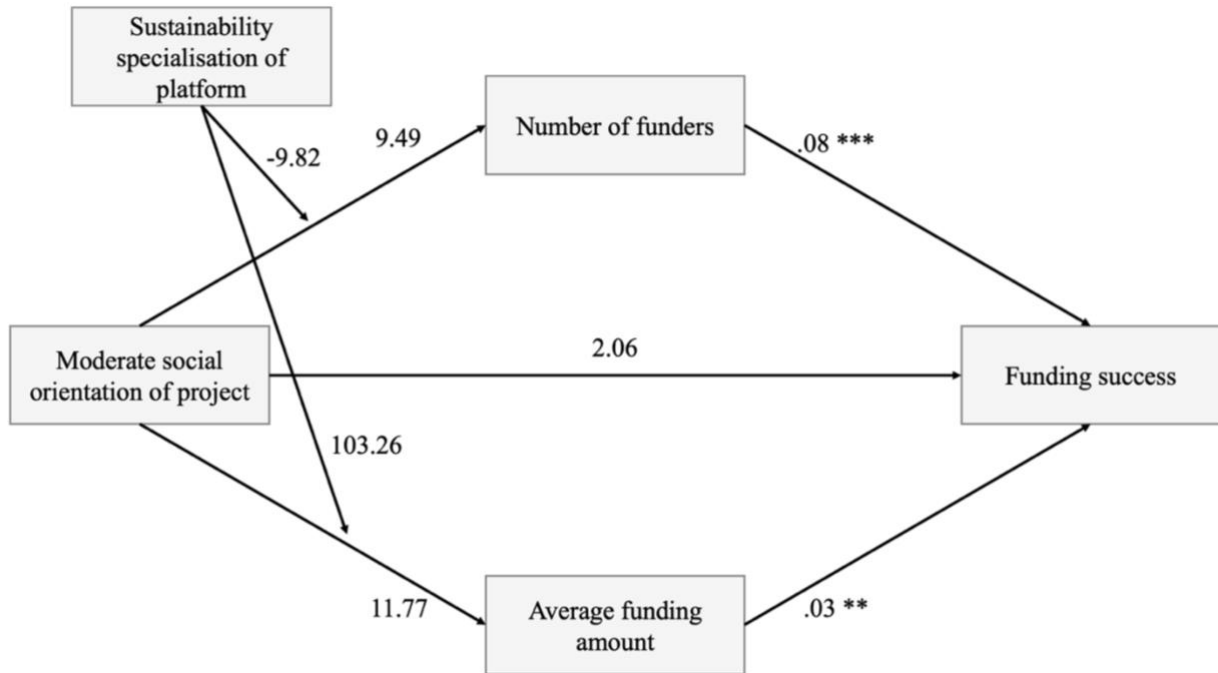 Sustainability
specialisation of
platform
Number of funders
9.49
.08 ***
-9.82
Moderate social
orientation of project
2.06
Funding success
103.26
11.77
Average funding
amount
.03 **